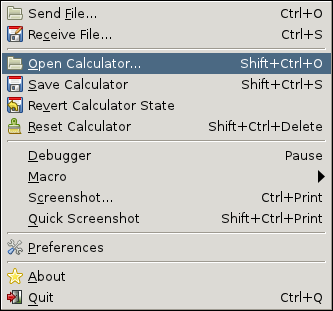 Send File... Ctrl+O
Receive File... Ctrl+S
Open Calculator... Shift+Ctrl+O
Save Calculator Shift+Ctrl+S
Revert Calculator State
Reset Calculator Shift+Ctrl+Delete
Debugger Pause
Macro
Screenshot... Ctrl+Print
Quick Screenshot Shift+Ctrl+Print
Preferences
About
Quit Ctrl+Q